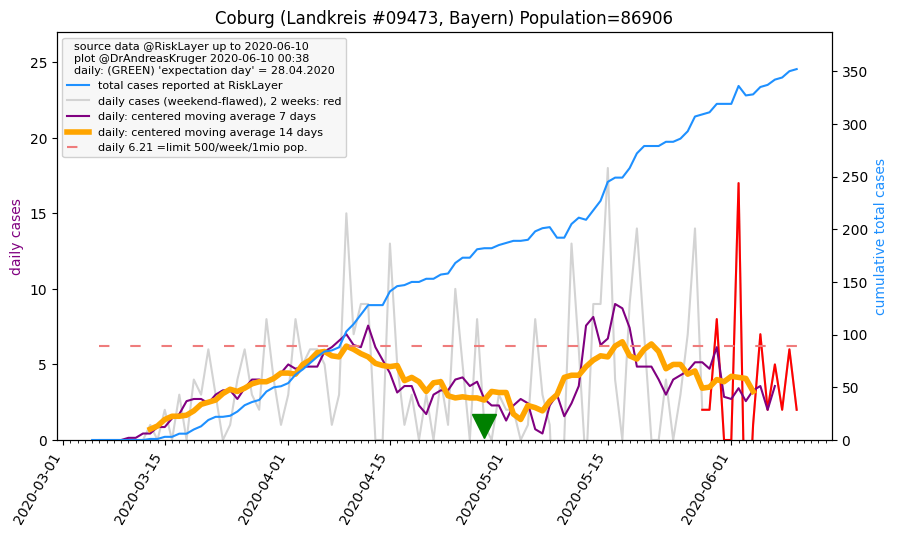 Coburg (Landkreis #09473, Bayern) Population=86906
source data @RiskLayer up to 2020-06-10
plot @DrAndreasKruger 2020-06-10 00:38
daily: (GREEN) 'expectation day' = 28.04.2020
total cases reported at RiskLayer
daily cases (weekend-flawed), 2 weeks: red
daily: centered moving average 7 days
daily: centered moving average 14 days
daily 6.21 =limit 500/week/1mio pop.
daily cases
25
20
15
10
5
0
cumulative total cases
350
300
250
200
150
100
50
0
2020-03-01
2020-03-15
2020-04-01
2020-04-15
2020-05-01
2020-05-15
2020-06-01